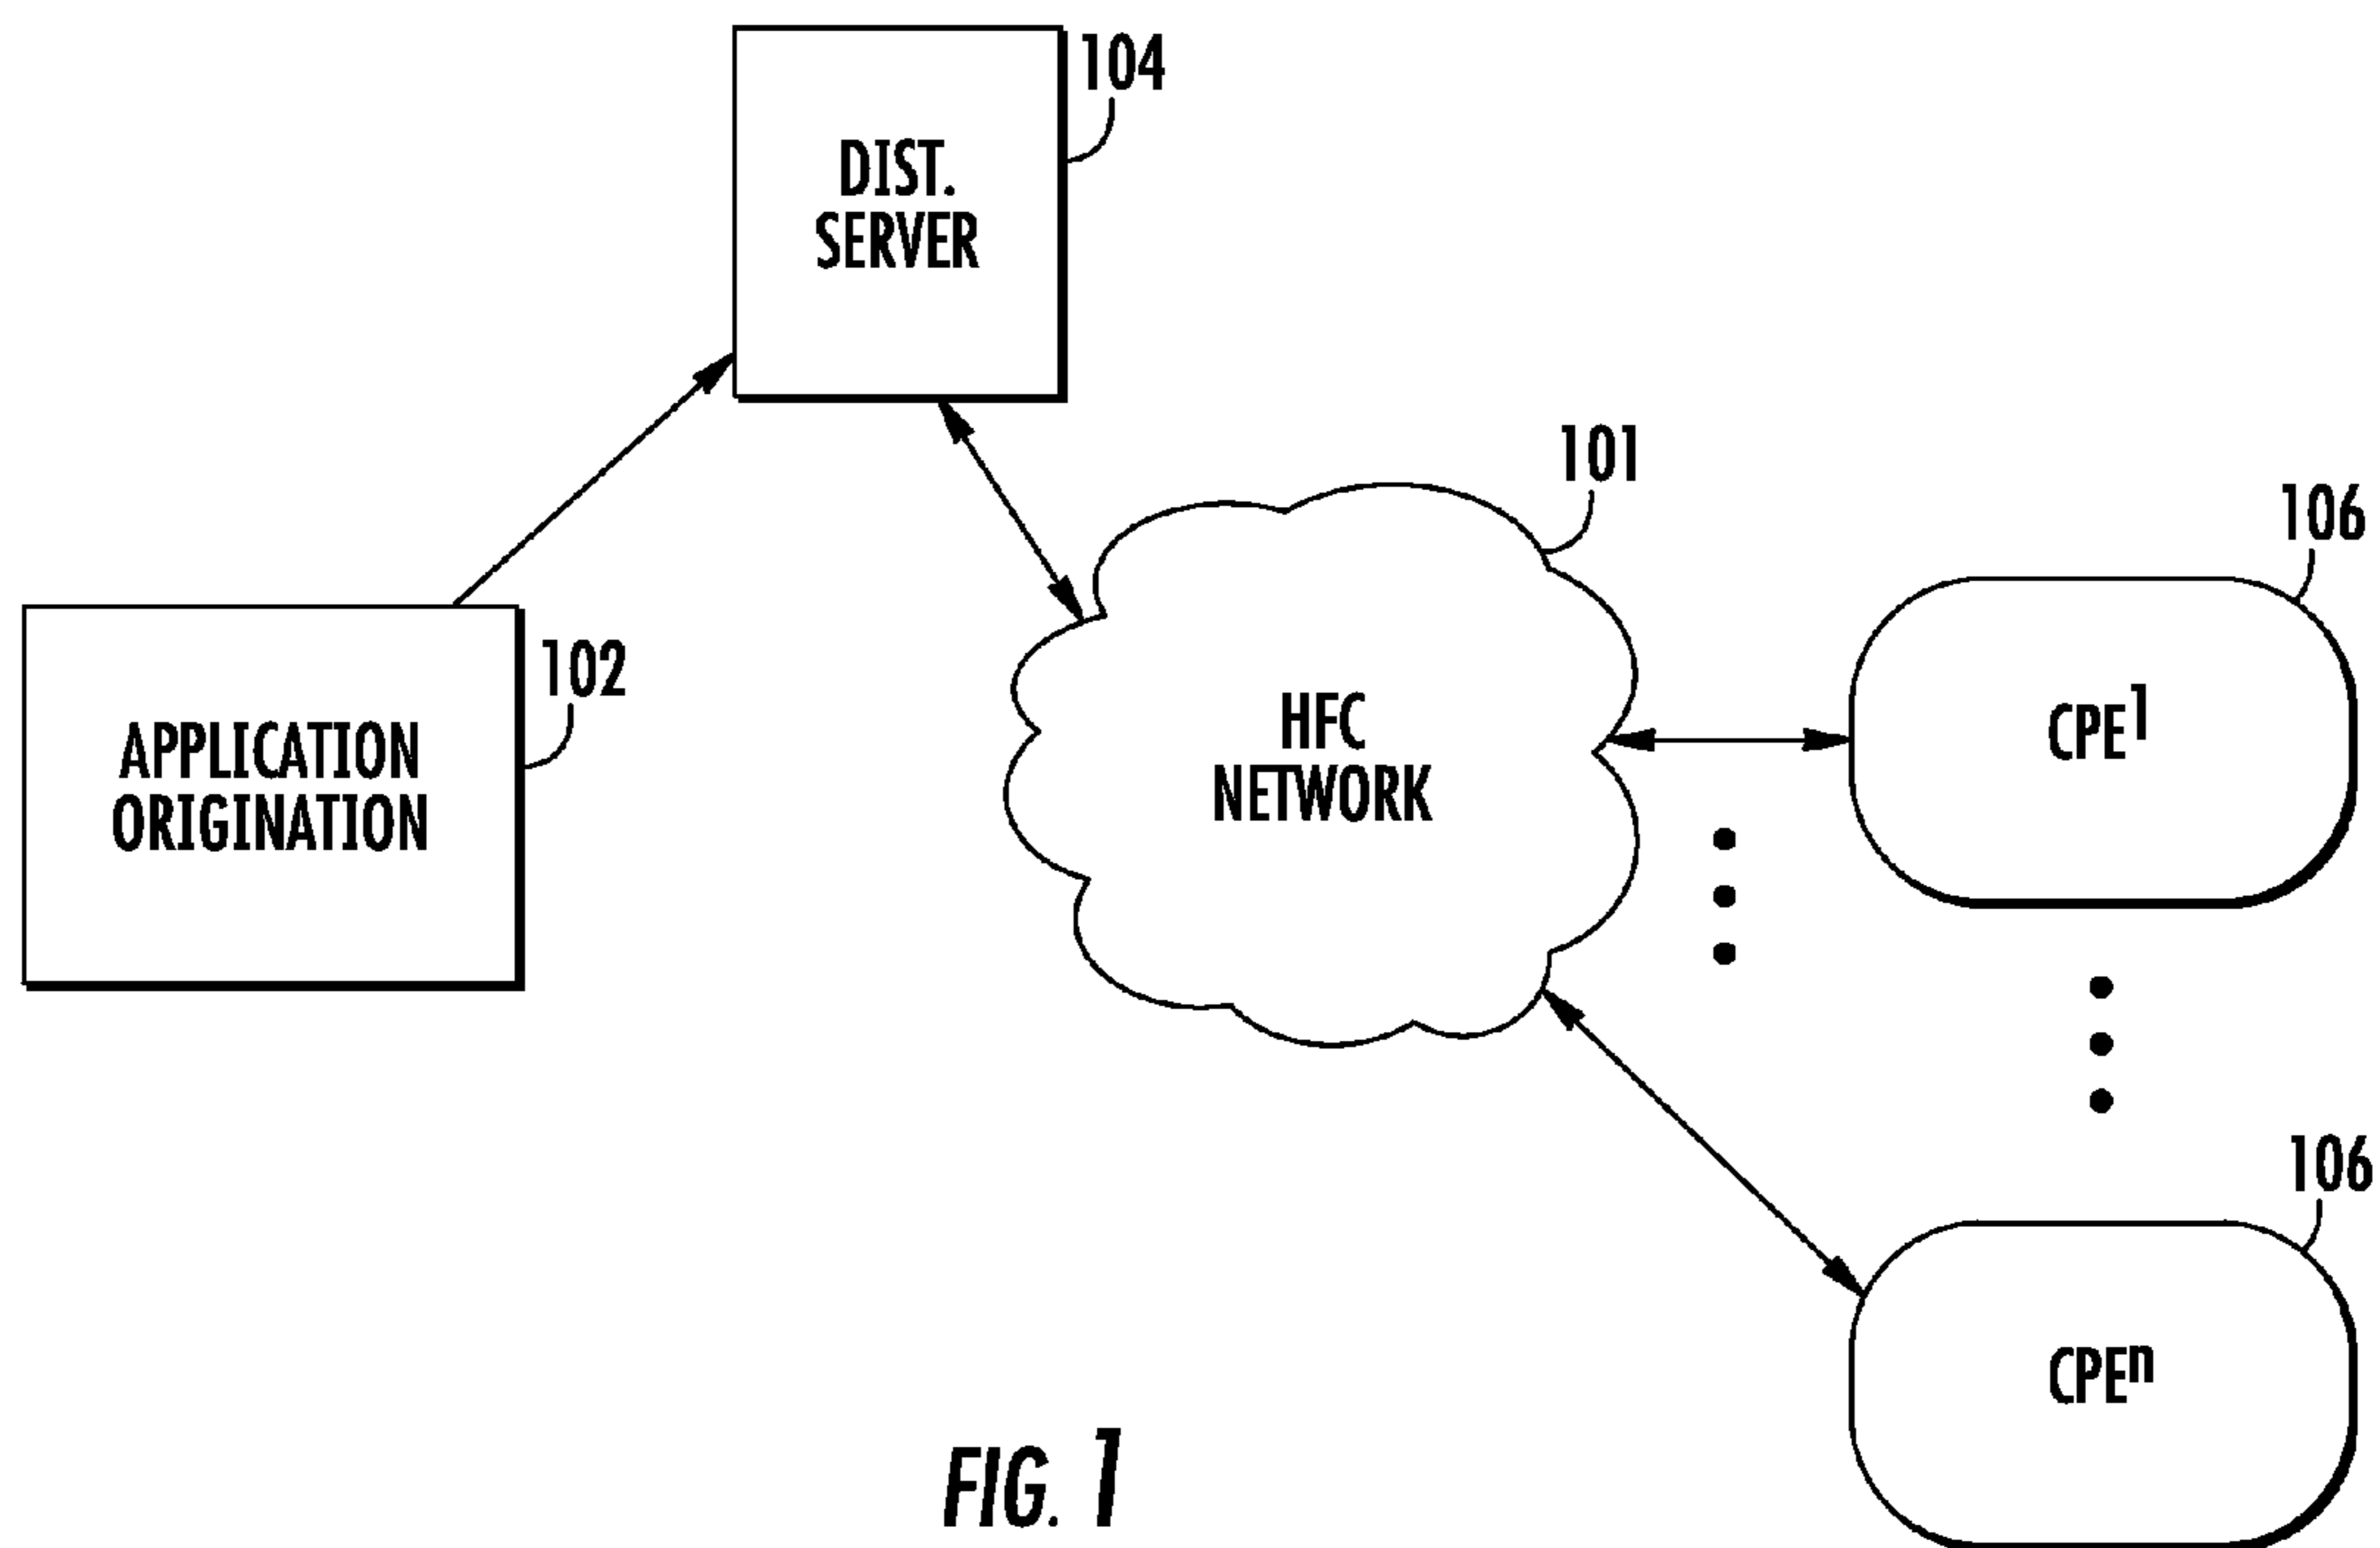 104
DIST.
SERVER
101
106
102
APPLICATION
ORIGINATION
HFC
NETWORK
CPE¹
106
CPEⁿ
FIG. 1